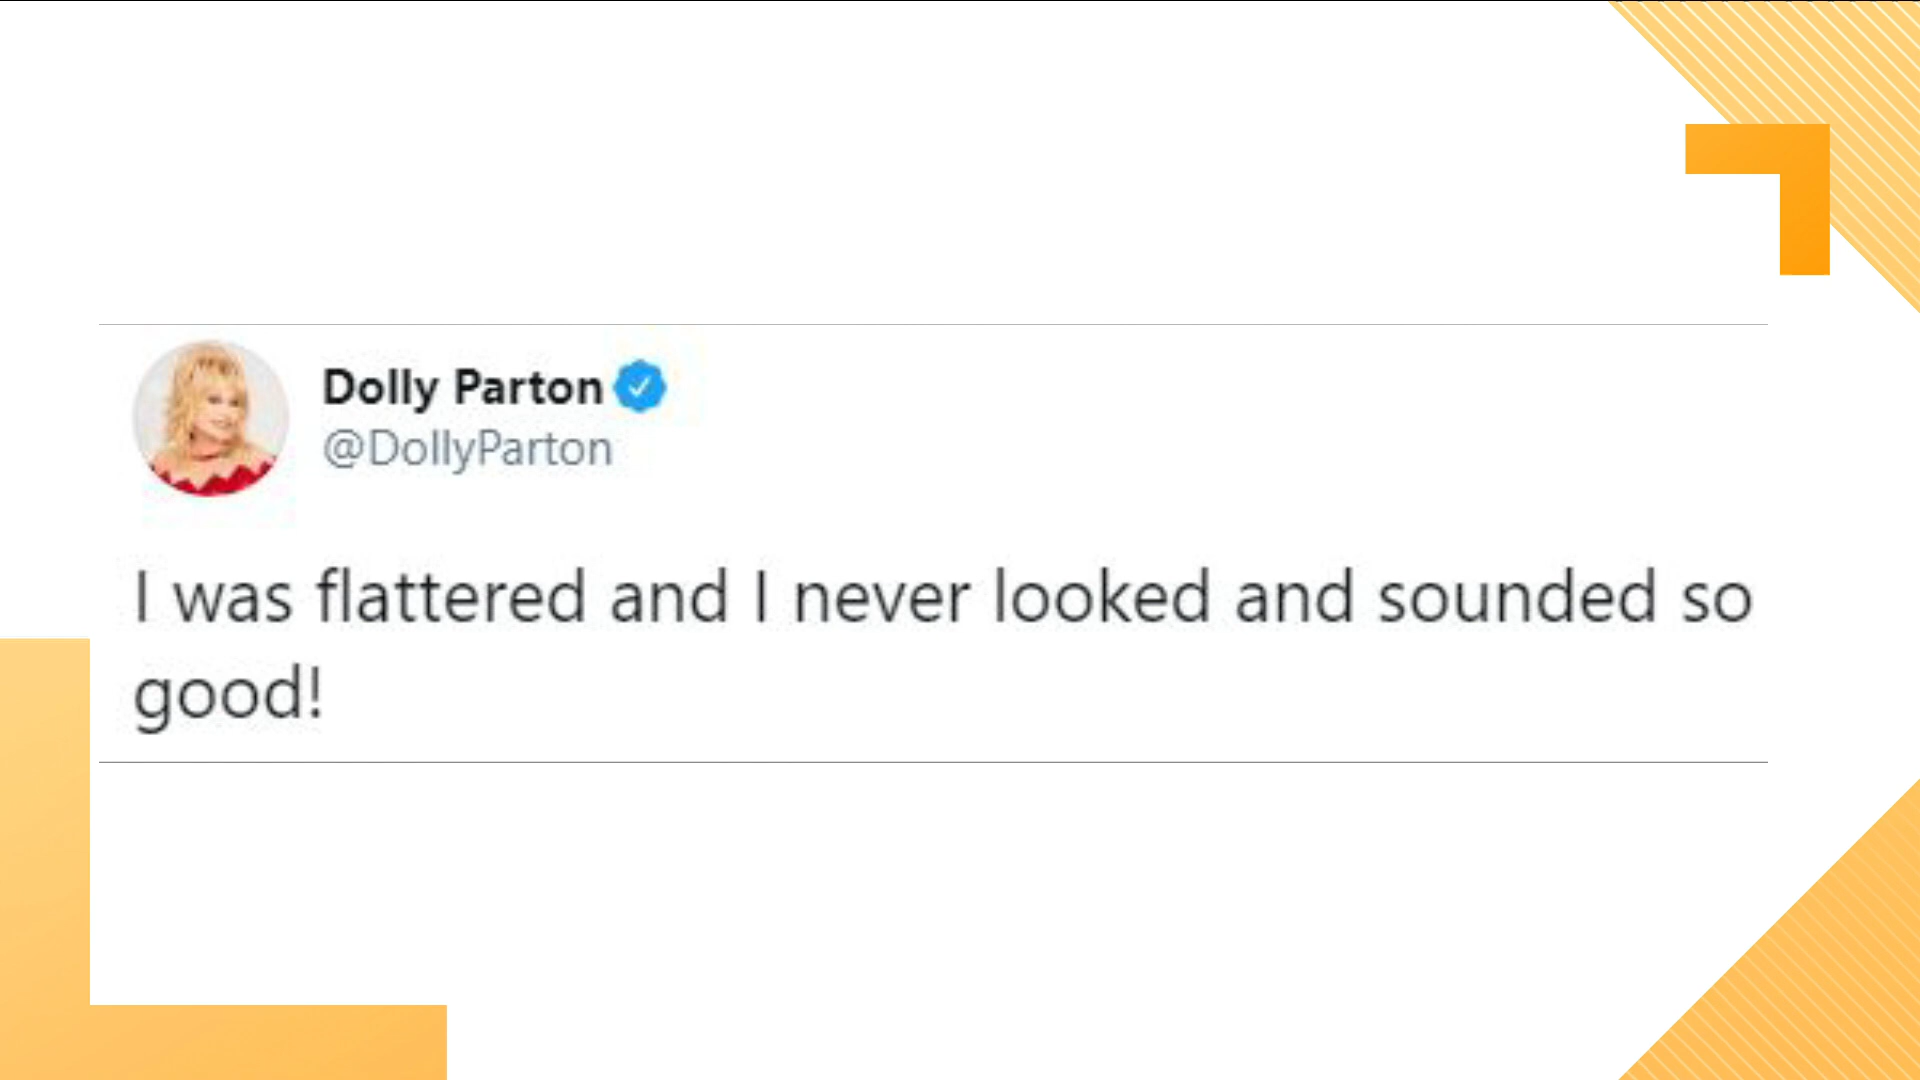 Dolly Parton
@DollyParton
I was flattered and I never looked and sounded so
good!